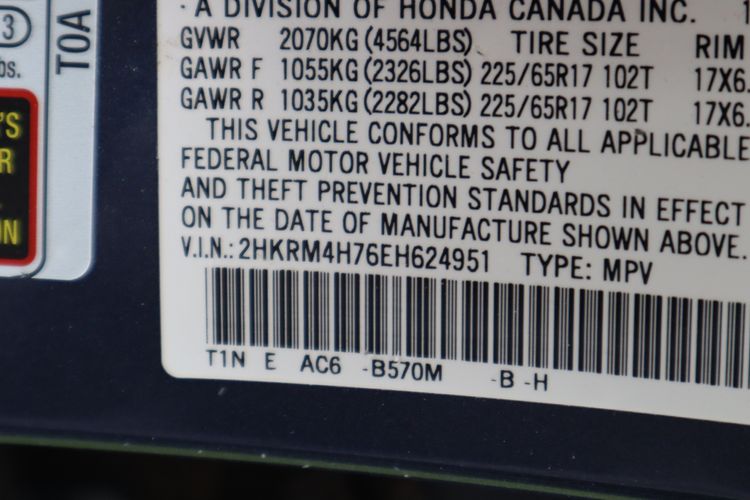 A DIVISION OF HONDA CANADA INC.
GVWR 2070KG (4564LBS) TIRE SIZE RIM
GAWR F 1055KG (2326LBS) 225/65R17 102T 17X6.
GAWR R 1035KG (2282LBS) 225/65R17 102T 17X6.
THIS VEHICLE CONFORMS TO ALL APPLICABLE
FEDERAL MOTOR VEHICLE SAFETY
AND THEFT PREVENTION STANDARDS IN EFFECT
ON THE DATE OF MANUFACTURE SHOWN ABOVE.
V.I.N.: 2HKRM4H76EH624951 TYPE: MPV
T1N E AC6 -B570M -B -H
3
T0A
bs.
'S
R
N